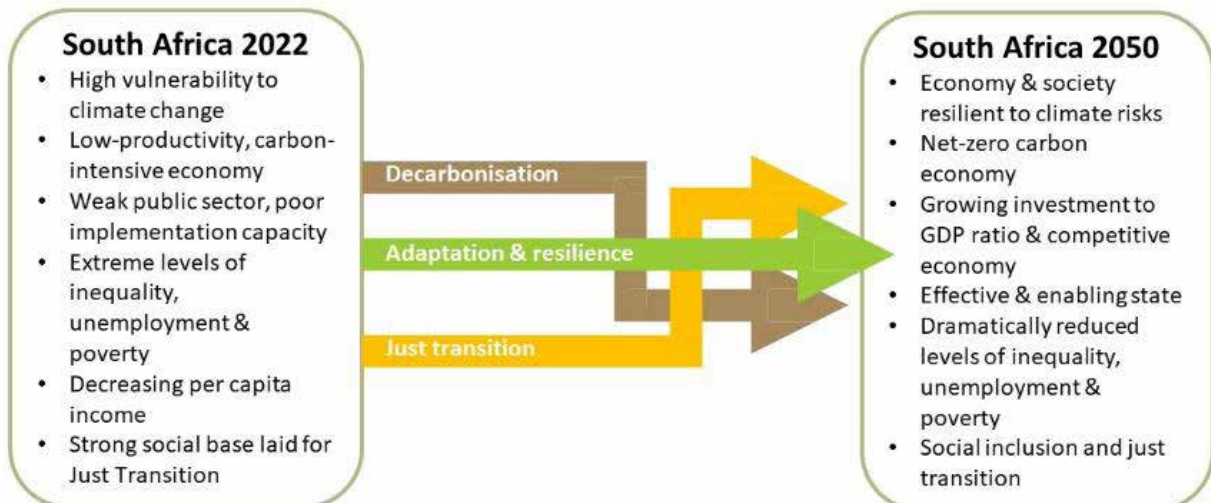 South Africa 2022
• High vulnerability to
climate change
• Low-productivity, carbon-
intensive economy
• Weak public sector, poor
implementation capacity
• Extreme levels of
inequality,
unemployment &
poverty
• Decreasing per capita
income
• Strong social base laid for
Just Transition
Decarbonisation
Adaptation & resilience
Just transition
South Africa 2050
• Economy & society
resilient to climate risks
• Net-zero carbon
economy
• Growing investment to
GDP ratio & competitive
economy
• Effective & enabling state
• Dramatically reduced
levels of inequality,
unemployment &
poverty
• Social inclusion and just
transition